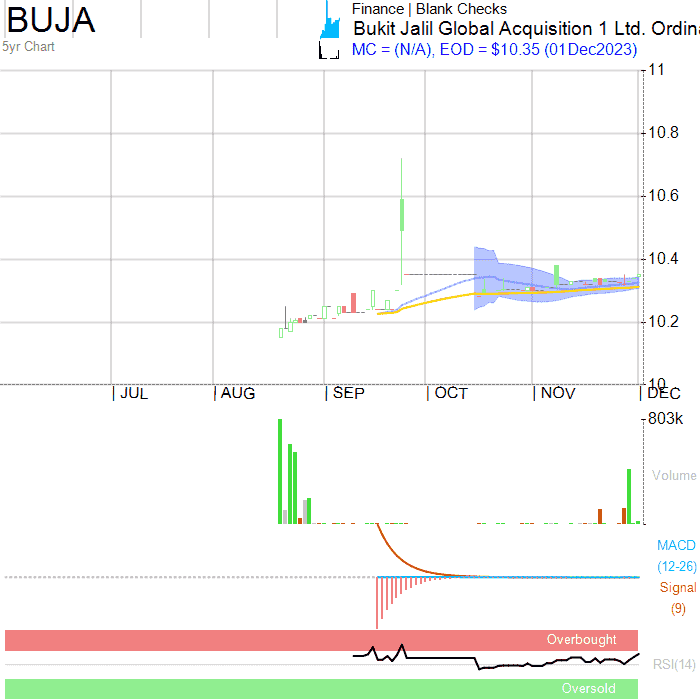 BUJA
5yr Chart
Finance | Blank Checks
Bukit Jalil Global Acquisition 1 Ltd. Ordina
MC = (N/A), EOD = $10.35 (01Dec2023)
11
10.8
10.6
10.4
10.2
10
| JUL | AUG | SEP | OCT | NOV | DEC
803k
Volume
MACD
(12-26)
Signal
(9)
Overbought
RSI(14)
Oversold